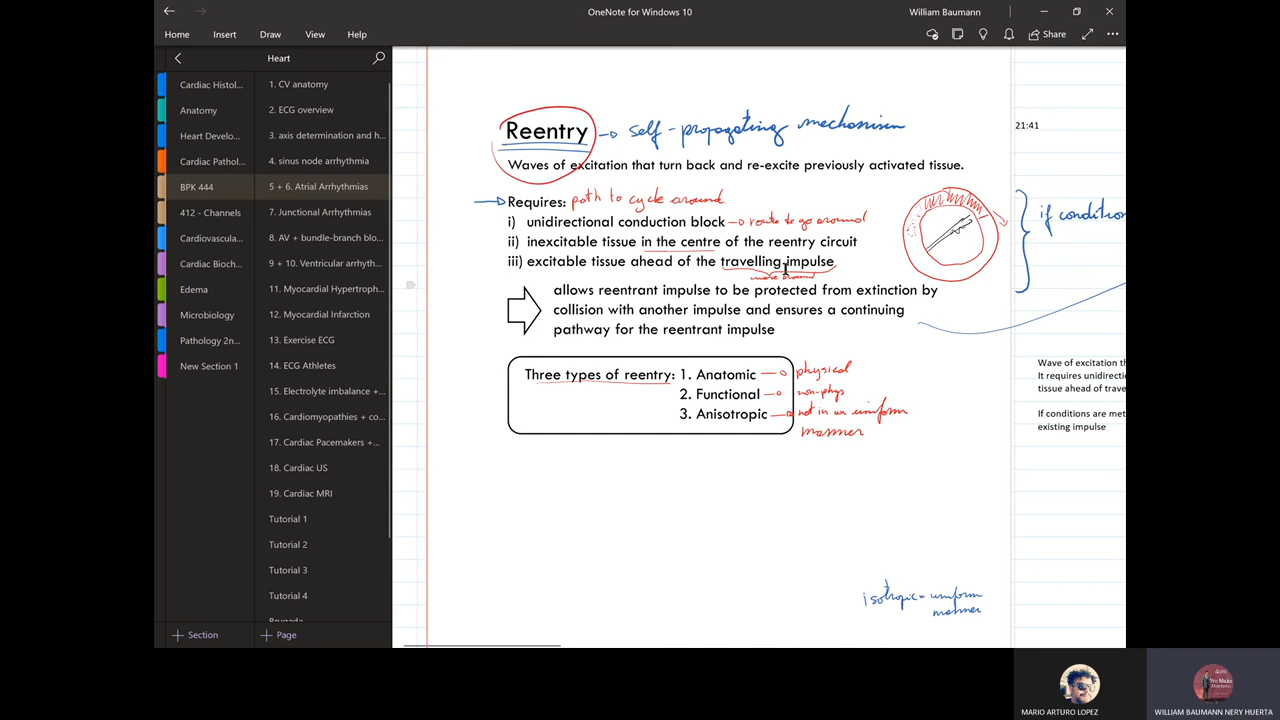 OneNote for Windows 10
William Baumann
Home Insert Draw View Help
Share
Heart
Cardiac Histol...
Anatomy
Heart Develo...
Cardiac Pathol...
BPK 444
412 - Channels
Cardiovascula...
Cardiac Bioch...
Edema
Microbiology
Pathology 2n...
New Section 1
1. CV anatomy
2. ECG overview
3. axis determination and h...
4. sinus node arrhythmia
5 + 6. Atrial Arrhythmias
7. Junctional Arrhythmias
8. AV + bundle-branch blo...
9 + 10. Ventricular arrhyth...
11. Myocardial Hypertroph...
12. Myocardial Infarction
13. Exercise ECG
14. ECG Athletes
15. Electrolyte imbalance +...
16. Cardiomyopathies + co...
17. Cardiac Pacemakers +...
18. Cardiac US
19. Cardiac MRI
Tutorial 1
Tutorial 2
Tutorial 3
Tutorial 4
Brugada
Section
Page
Reentry self-propagating mechanism
Waves of excitation that turn back and re-excite previously activated tissue.
Requires: path to cycle around
i) unidirectional conduction block route to go around
ii) inexcitable tissue in the centre of the reentry circuit
iii) excitable tissue ahead of the travelling impulse
move around
allows reentrant impulse to be protected from extinction by
collision with another impulse and ensures a continuing
pathway for the reentrant impulse
Three types of reentry: 1. Anatomic physical
2. Functional non-phys
3. Anisotropic not in an uniform
manner
isotropic = uniform
manner
21:41
if condition
Wave of excitation th
It requires unidirecti
tissue ahead of trave
If conditions are met
existing impulse
MARIO ARTURO LOPEZ
WILLIAM BAUMANN NERY HUERTA